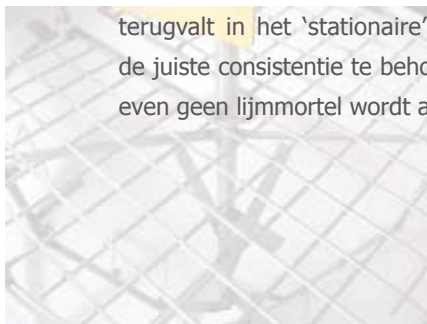 terugvalt in het ‘stationaire’
de juiste consistentie te beho
even geen lijmmortel wordt a